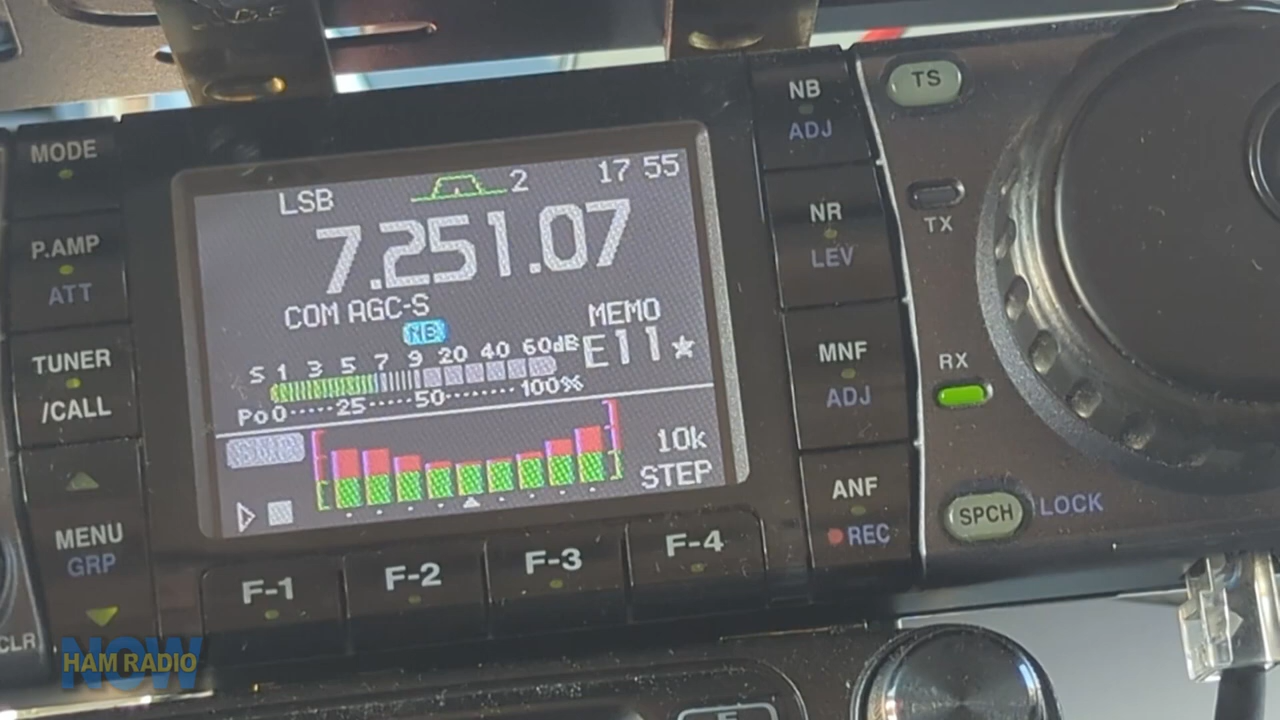 MODE
P.AMP
ATT
TUNER
/CALL
MENU
GRP
CLR
LSB
2
17 55
7.251.07
COM AGC-S
NB
MEMO
E11★
S 1 3 5 7 9 20 40 60dB
Po 0 25 50 100%
10k
STEP
F-1
F-2
F-3
F-4
NB
ADJ
NR
LEV
MNF
ADJ
ANF
REC
TS
TX
RX
SPCH
LOCK
NOW
HAM RADIO